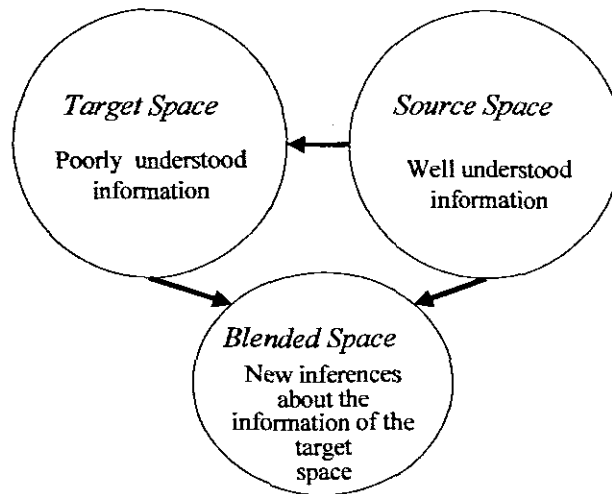 Target Space
Poorly understood
information
Source Space
Well understood
information
Blended Space
New inferences
about the
information of the
target
space